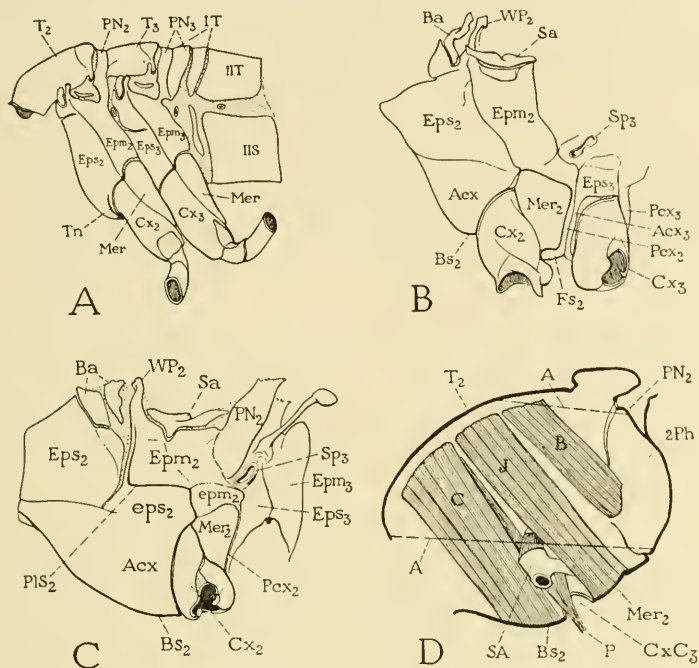 T2 PN2 T3 PN3 IT
IIT
IIS
Eps2
Epm2
Eps3
Epm3
Tn
Mer
Cx2
Cx3
Mer
A
Ba WP2 Sa
Eps2
Epm2
Sp3
Eps3
Acx
Mer2
Cx2
Pcx3
Acx3
Pcx2
Bs2
Fs2
Cx3
B
Ba WP2 Sa
PN2
Eps2
Epm2
Sp3
Epm3
eps2
epm2
Eps3
Mer2
Acx
PlS2
Pcx2
Bs2
Cx2
C
T2 A PN2
B
2Ph
J
C
A
Mer2
SA Bs2 P CxC3
D